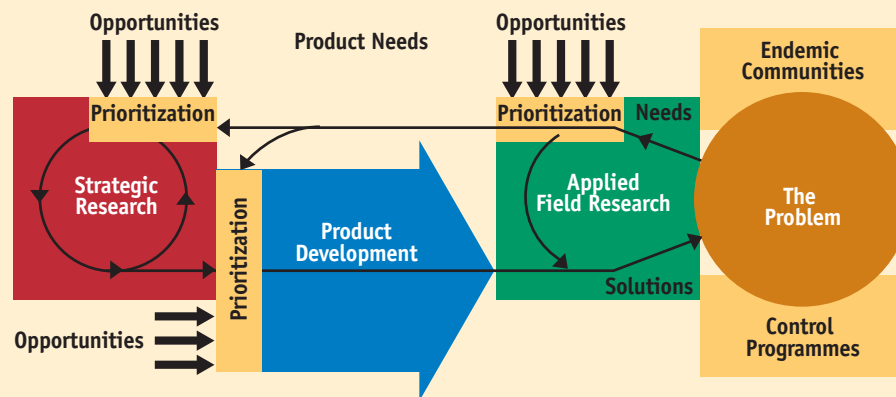 Opportunities
Product Needs
Opportunities
Endemic
Communities
Prioritization
Prioritization
Needs
Strategic
Research
Applied
Field Research
The
Problem
Prioritization
Product
Development
Solutions
Opportunities
Control
Programmes